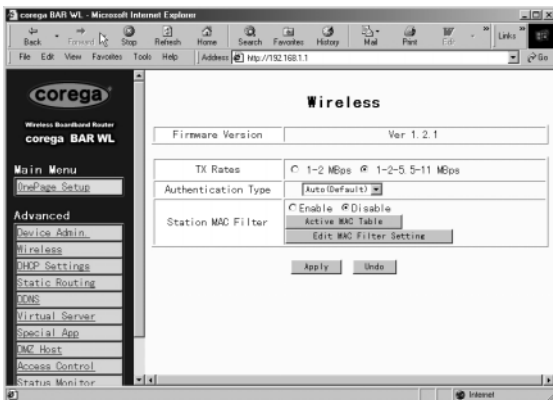 corega BAR WL - Microsoft Internet Explorer
Back Forward Stop Refresh Home Search Favorites History Mail Print Edit Links
File Edit View Favorites Tools Help Address http://192.168.1.1 Go
corega
Wireless Boardband Router
corega BAR WL
Main Menu
OnePage Setup
Advanced
Device Admin.
Wireless
DHCP Settings
Static Routing
DDNS
Virtual Server
Special App
DMZ Host
Access Control
Status Monitor
Wireless
Firmware Version Ver 1.2.1
TX Rates 1-2 MBps 1-2-5.5-11 MBps
Authentication Type Auto(Default)
Station MAC Filter Enable Disable
Active MAC Table
Edit MAC Filter Setting
Apply Undo
Internet